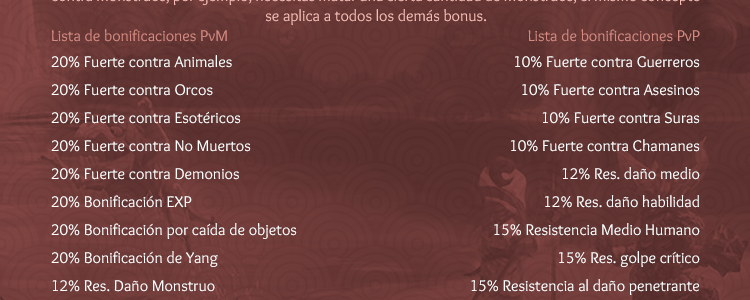 se aplica a todos los demás bonus.
Lista de bonificaciones PvM
Lista de bonificaciones PvP
20% Fuerte contra Animales
10% Fuerte contra Guerreros
20% Fuerte contra Orcos
10% Fuerte contra Asesinos
20% Fuerte contra Esotéricos
10% Fuerte contra Suras
20% Fuerte contra No Muertos
10% Fuerte contra Chamanes
20% Fuerte contra Demonios
12% Res. daño medio
20% Bonificación EXP
12% Res. daño habilidad
20% Bonificación por caída de objetos
15% Resistencia Medio Humano
20% Bonificación de Yang
15% Res. golpe crítico
12% Res. Daño Monstruo
15% Resistencia al daño penetrante